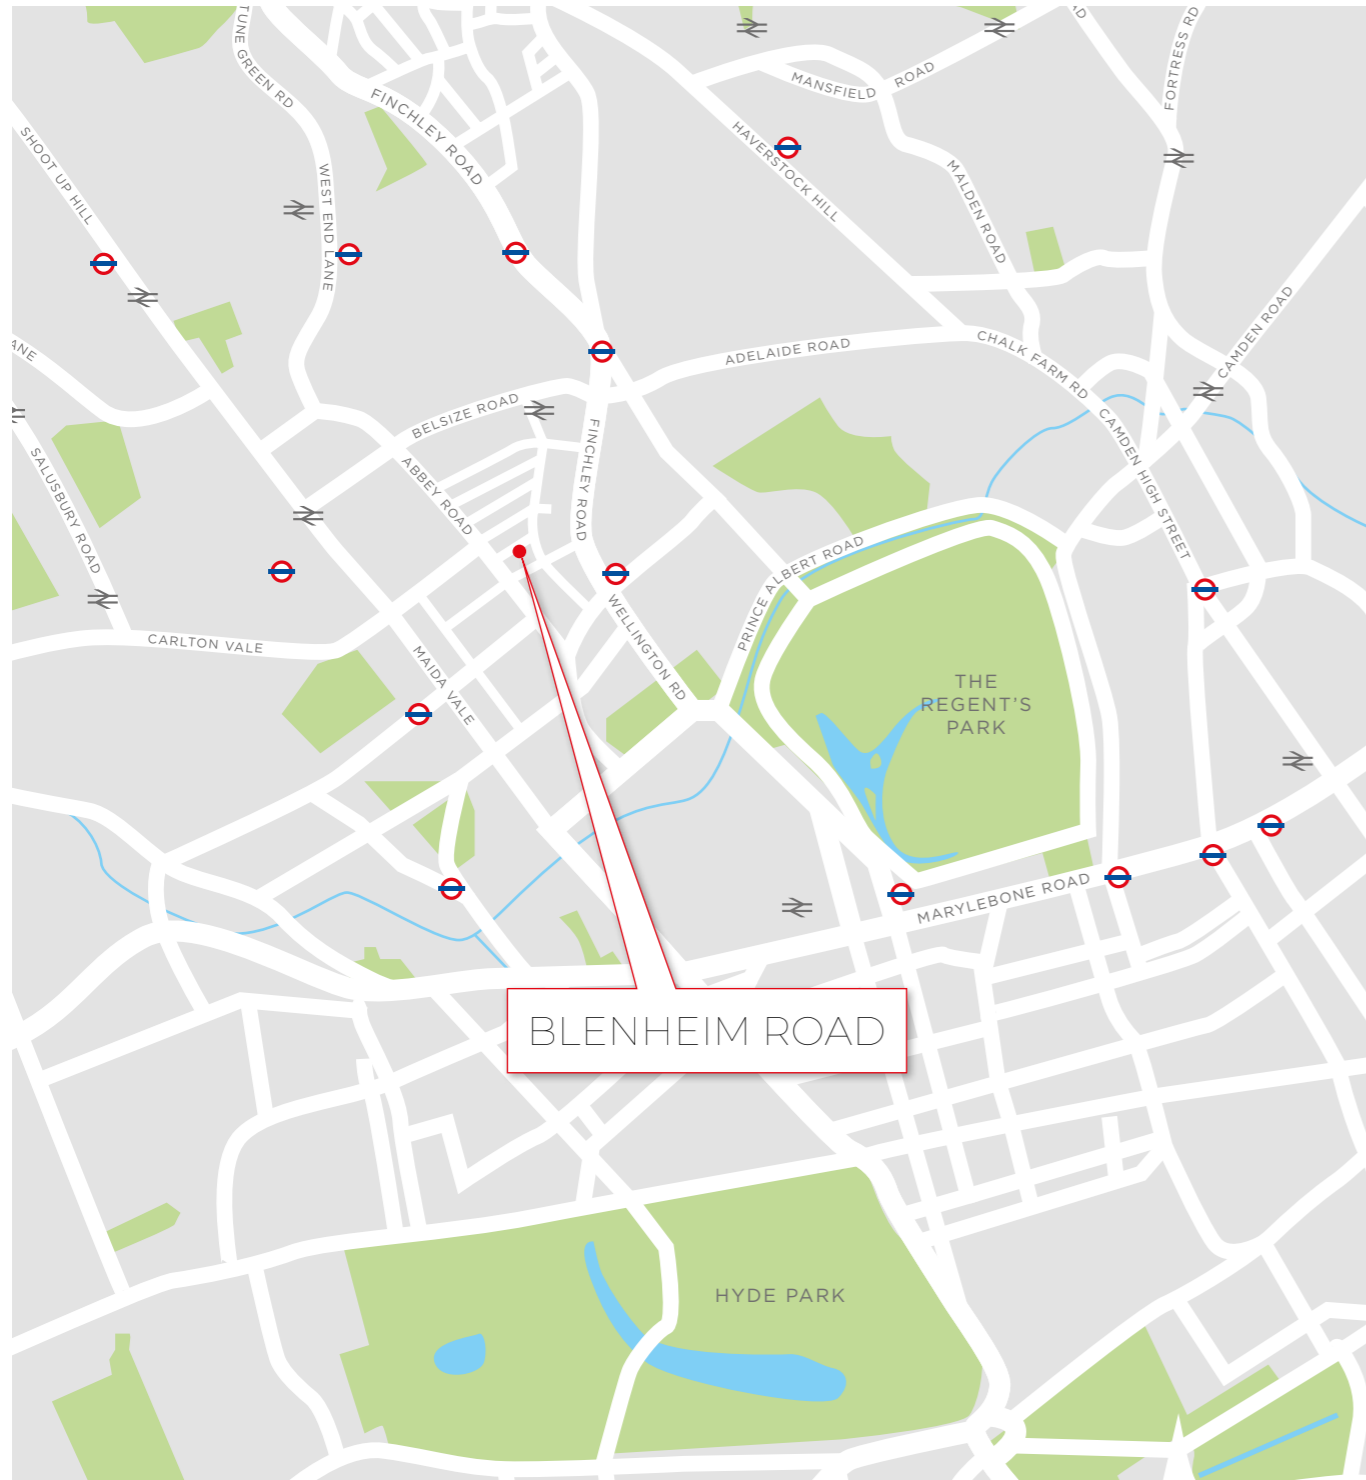 TUNE GREEN RD
FINCHLEY ROAD
MANSFIELD ROAD
FORTRESS RD
SHOOT UP HILL
WEST END LANE
HAVERSTOCK HILL
MALDEN ROAD
CAMDEN ROAD
ANE
ADELAIDE ROAD
CHALK FARM RD
BELSIZE ROAD
CAMDEN HIGH STREET
SALUSBURY ROAD
ABBEY ROAD
FINCHLEY ROAD
PRINCE ALBERT ROAD
CARLTON VALE
MAIDA VALE
WELLINGTON RD
THE
REGENT'S
PARK
MARYLEBONE ROAD
BLENHEIM ROAD
HYDE PARK